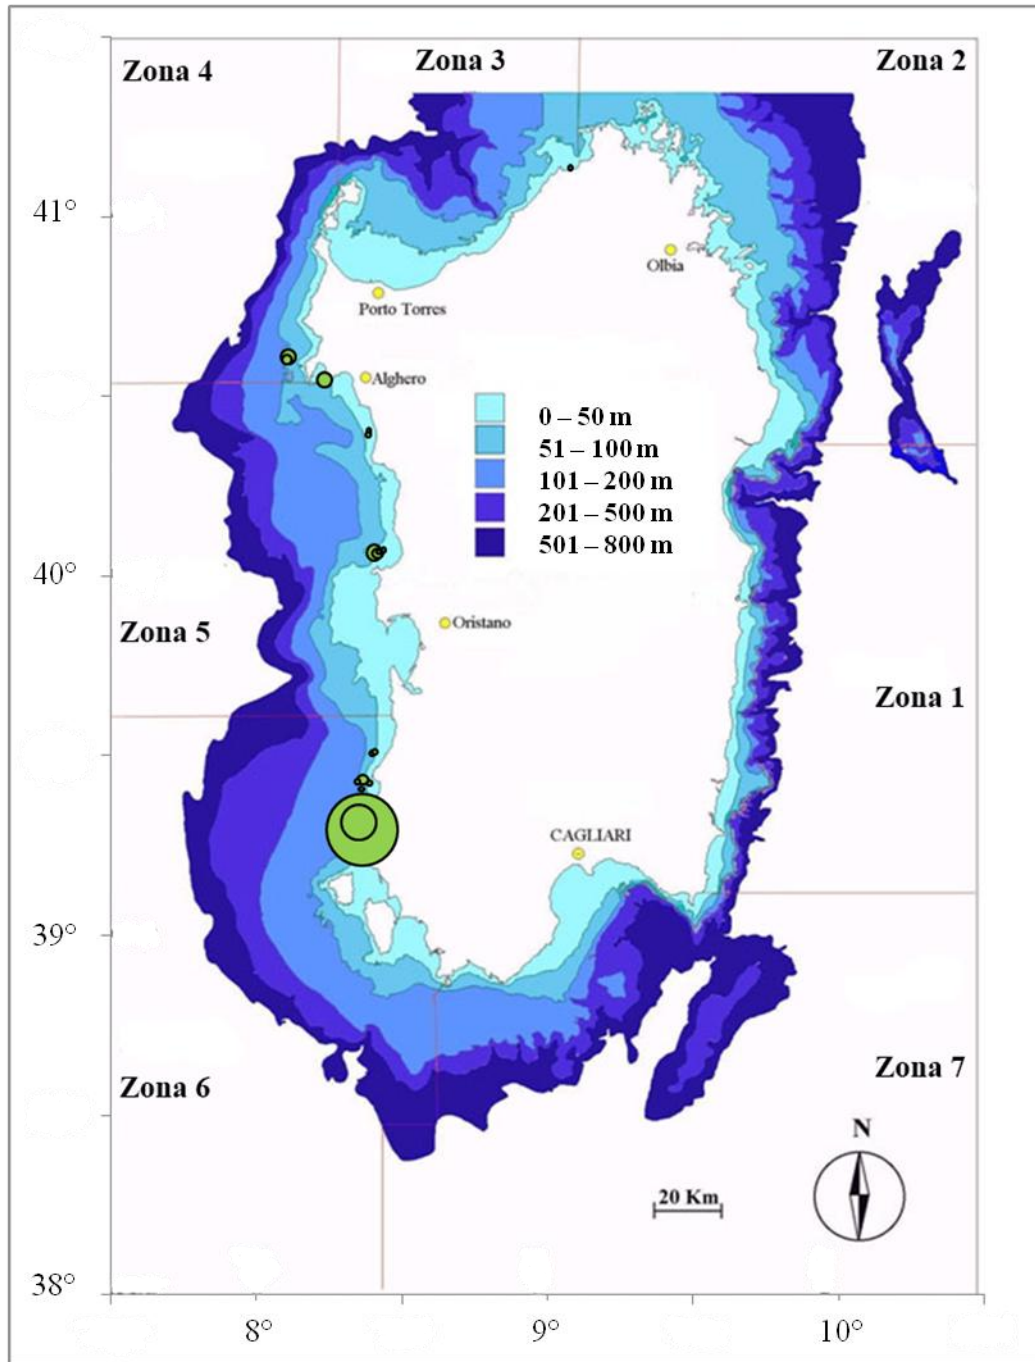 Zona 4
Zona 3
Zona 2
41°
Olbia
Porto Torres
Alghero
0 – 50 m
51 – 100 m
101 – 200 m
201 – 500 m
501 – 800 m
40°
Oristano
Zona 5
Zona 1
CAGLIARI
39°
Zona 6
Zona 7
N
20 Km
38°
8°
9°
10°